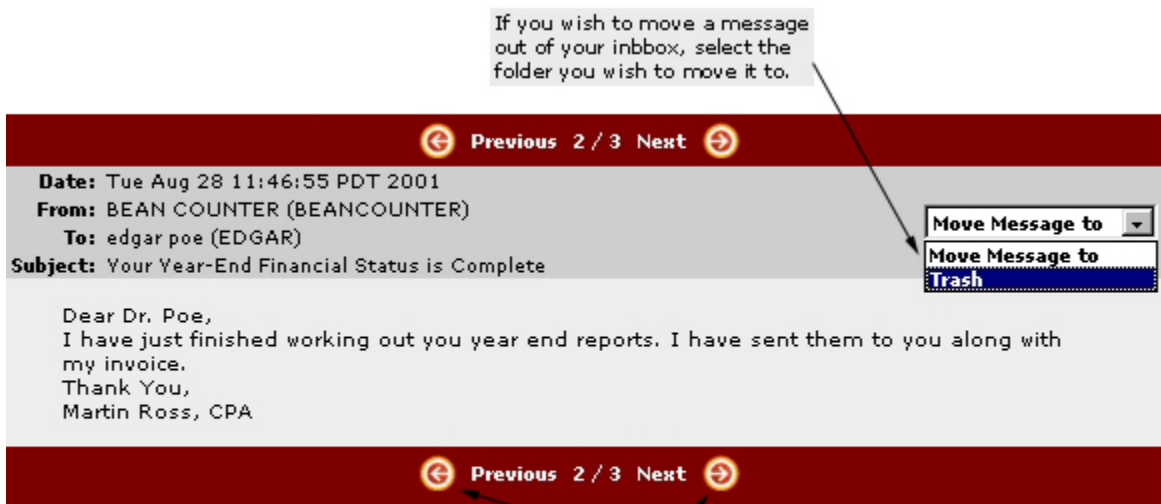 If you wish to move a message
out of your inbbox, select the
folder you wish to move it to.
Previous 2 / 3 Next
Date: Tue Aug 28 11:46:55 PDT 2001
From: BEAN COUNTER (BEANCOUNTER)
To: edgar poe (EDGAR)
Subject: Your Year-End Financial Status is Complete
Move Message to
Move Message to
Trash
Dear Dr. Poe,
I have just finished working out you year end reports. I have sent them to you along with
my invoice.
Thank You,
Martin Ross, CPA
Previous 2 / 3 Next